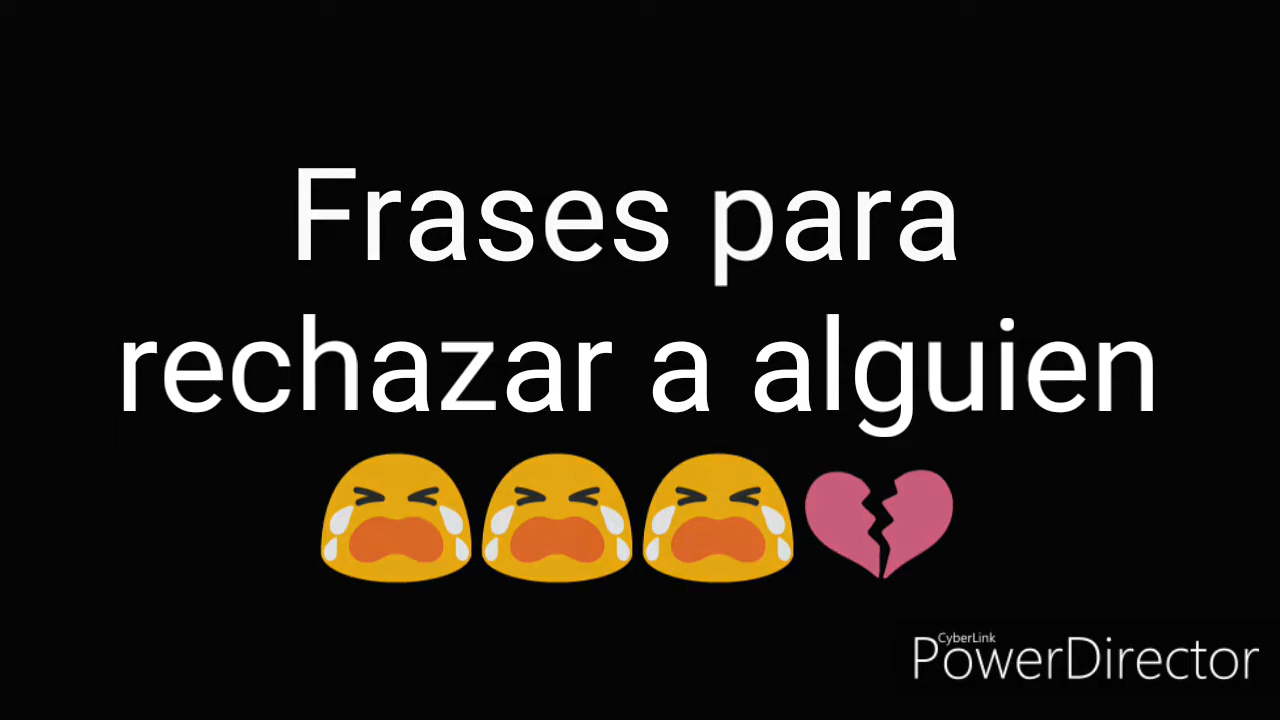 Frases para
rechazar a alguien
😭😭😭💔
CyberLink
PowerDirector